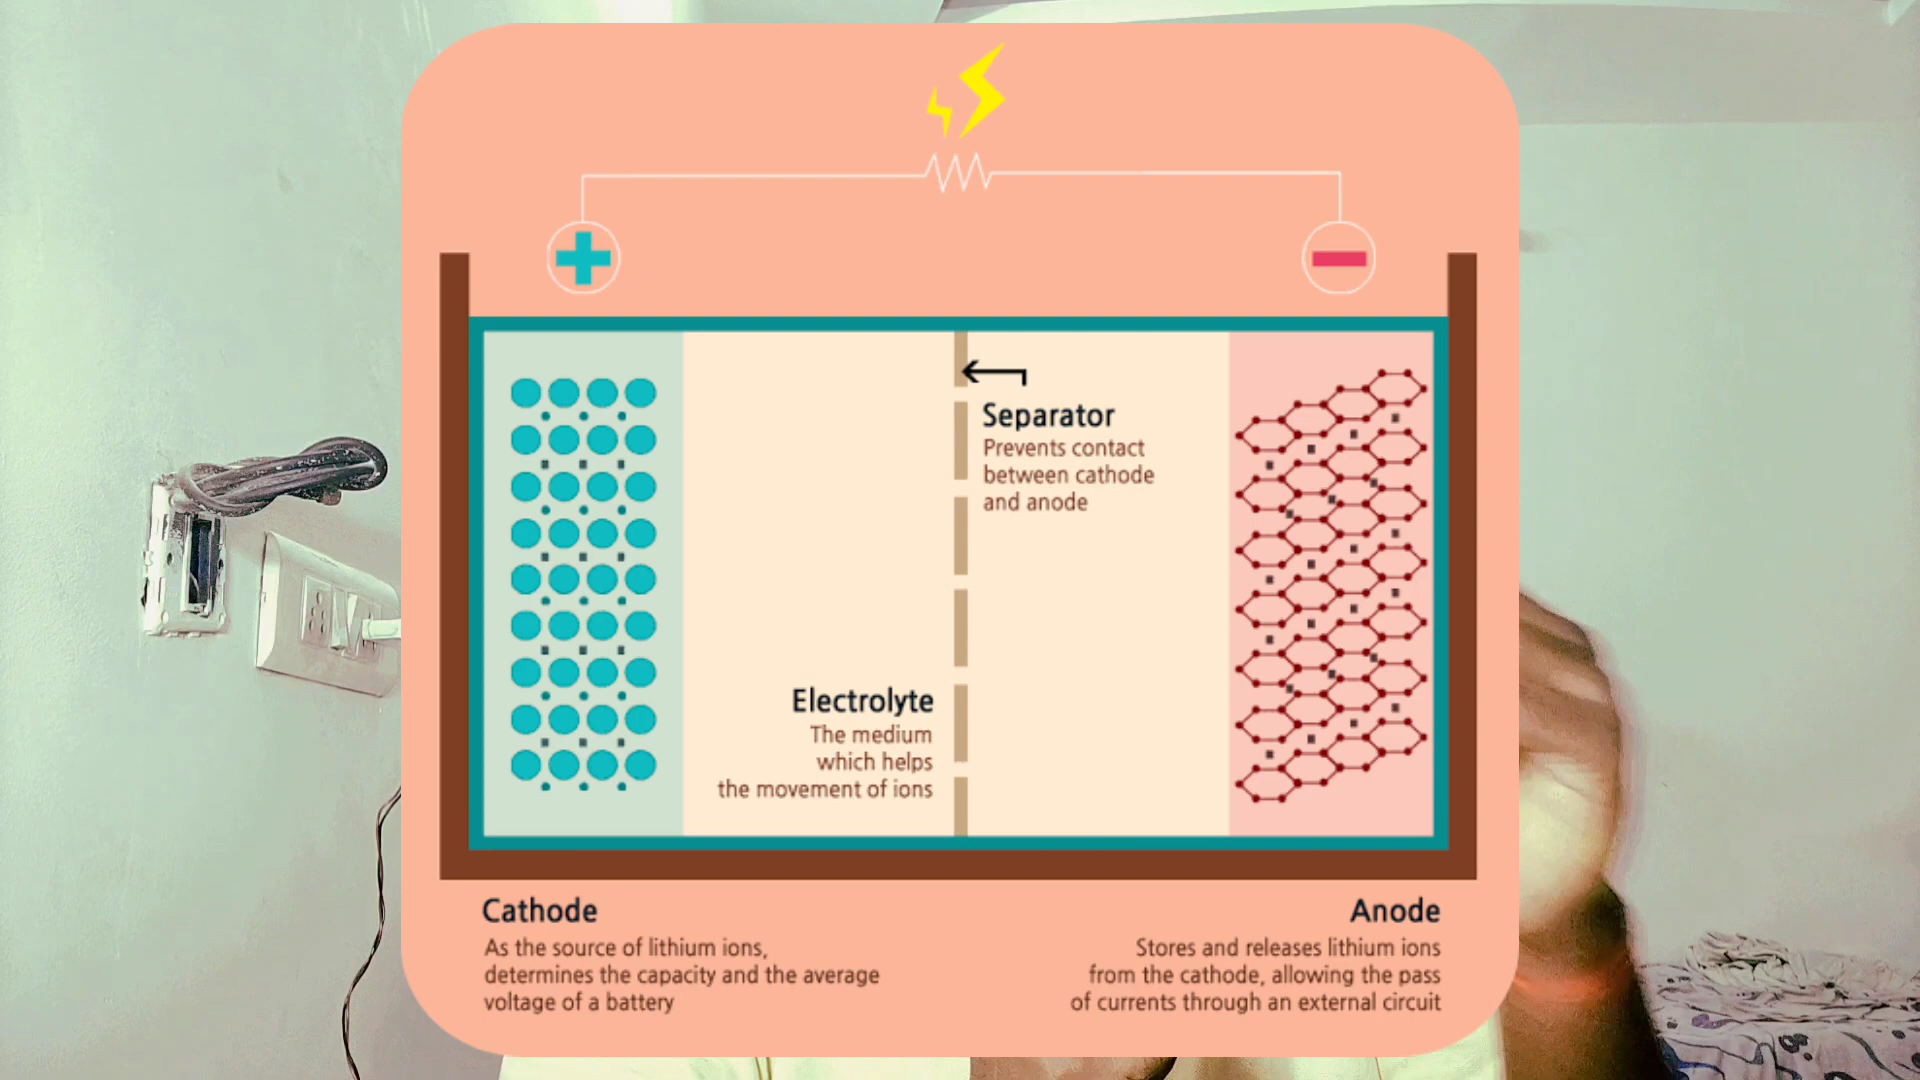 Separator
Prevents contact
between cathode
and anode
Electrolyte
The medium
which helps
the movement of ions
Cathode
As the source of lithium ions,
determines the capacity and the average
voltage of a battery
Anode
Stores and releases lithium ions
from the cathode, allowing the pass
of currents through an external circuit